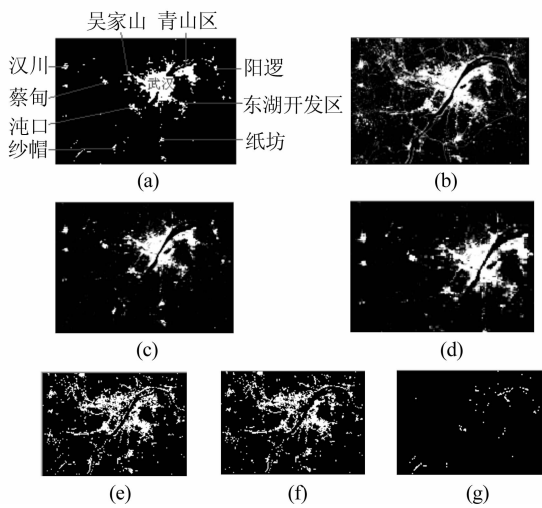 吴家山 青山区
汉川
阳逻
蔡甸
武汉
东湖开发区
沌口
纱帽
纸坊
(a)
(b)
(c)
(d)
(e)
(f)
(g)